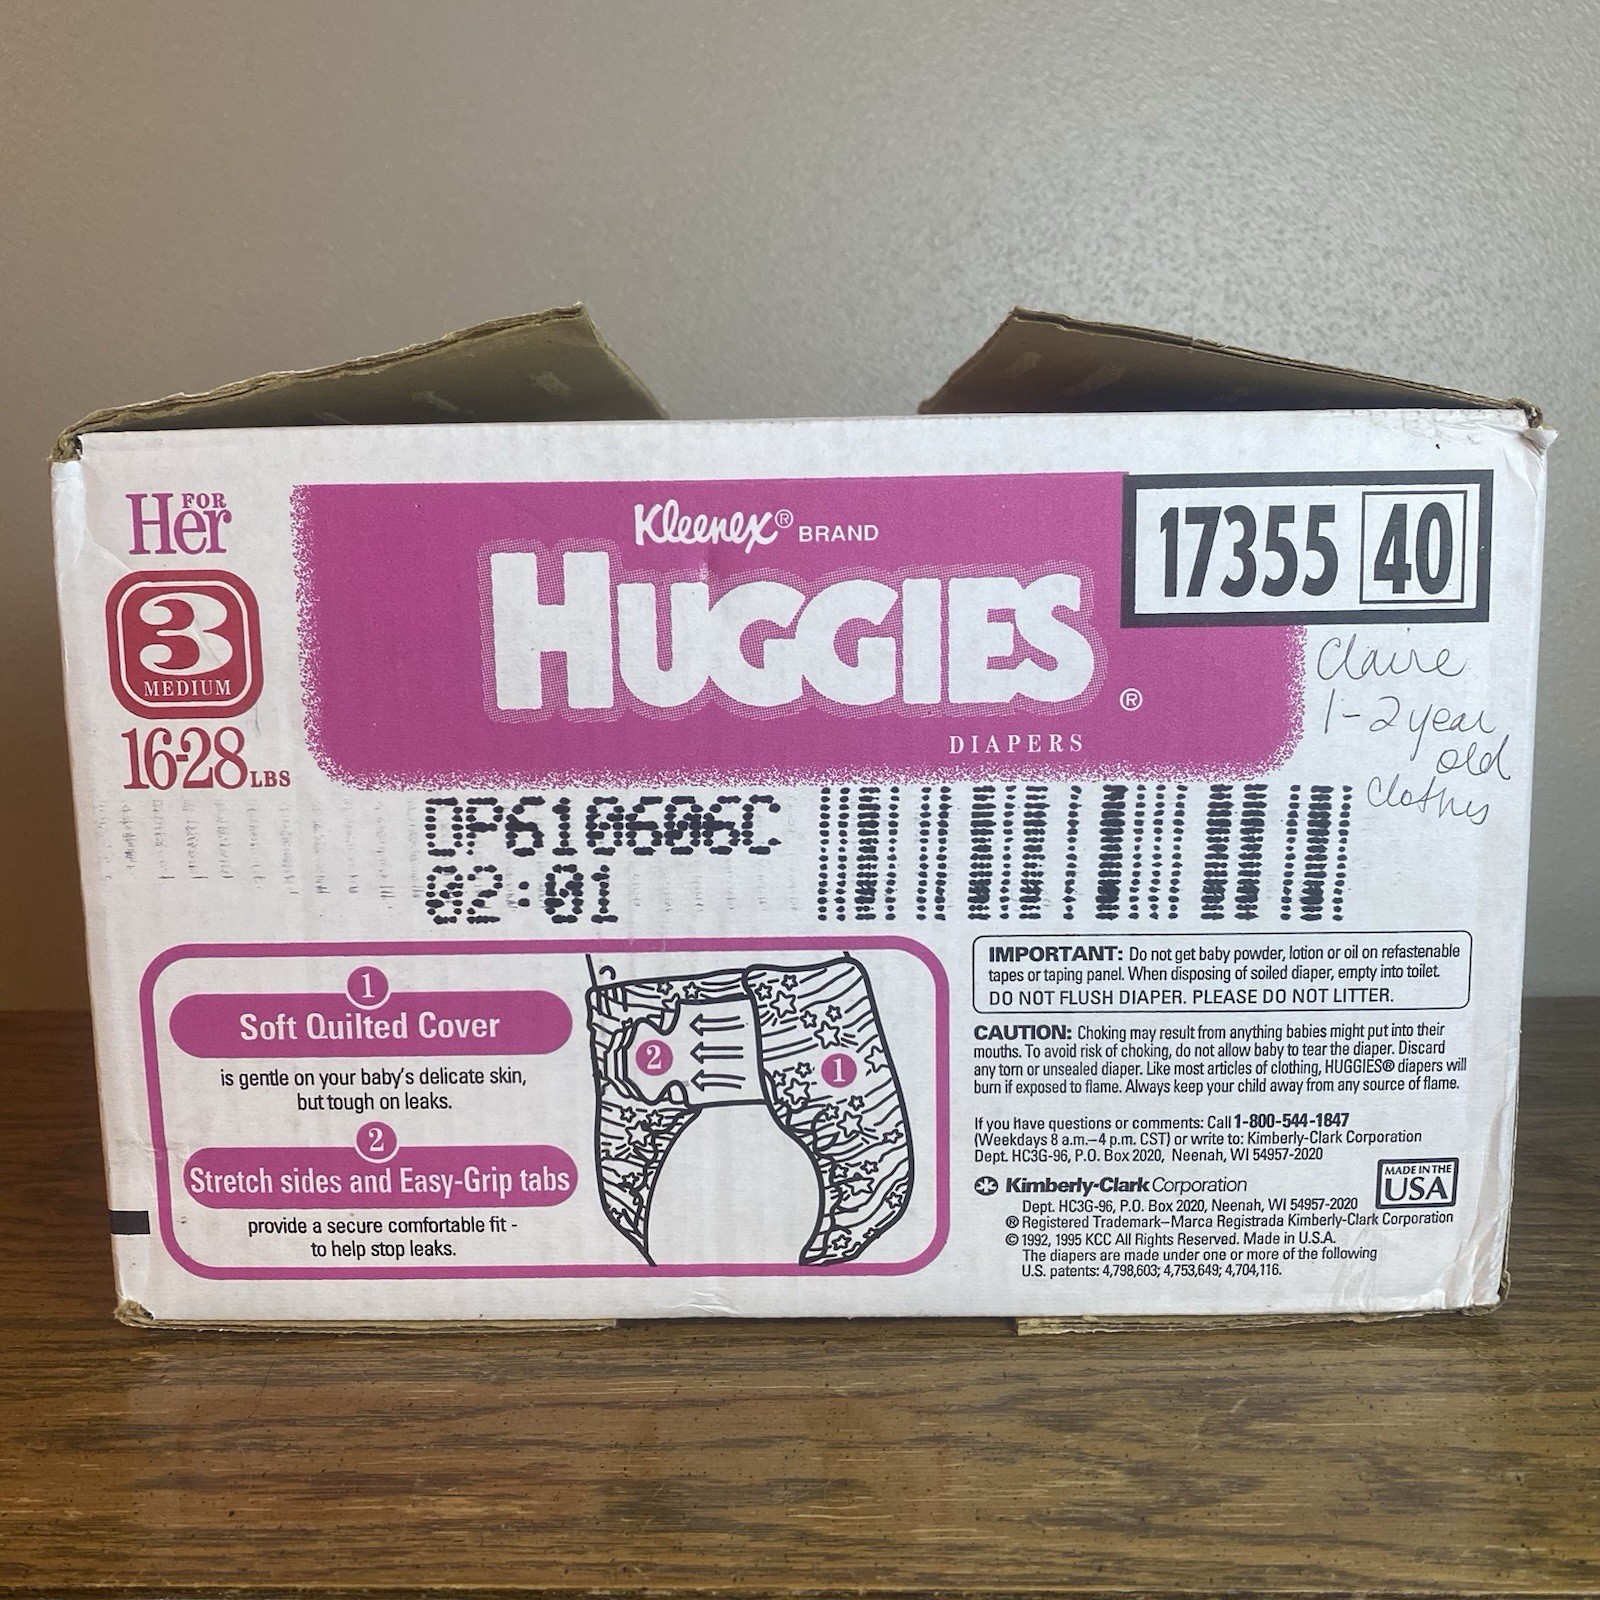 FOR
Her
3
MEDIUM
16-28 LBS
Kleenex® BRAND
HUGGIES®
DIAPERS
17355 40
Claire
1-2 year
old
clothes
DP610606C
02:01
1
Soft Quilted Cover
is gentle on your baby's delicate skin,
but tough on leaks.
2
Stretch sides and Easy-Grip tabs
provide a secure comfortable fit -
to help stop leaks.
2
1
IMPORTANT: Do not get baby powder, lotion or oil on refastenable
tapes or taping panel. When disposing of soiled diaper, empty into toilet.
DO NOT FLUSH DIAPER. PLEASE DO NOT LITTER.
CAUTION: Choking may result from anything babies might put into their
mouths. To avoid risk of choking, do not allow baby to tear the diaper. Discard
any torn or unsealed diaper. Like most articles of clothing, HUGGIES® diapers will
burn if exposed to flame. Always keep your child away from any source of flame.
If you have questions or comments: Call 1-800-544-1847
(Weekdays 8 a.m.–4 p.m. CST) or write to: Kimberly-Clark Corporation
Dept. HC3G-96, P.O. Box 2020, Neenah, WI 54957-2020
Kimberly-Clark Corporation
Dept. HC3G-96, P.O. Box 2020, Neenah, WI 54957-2020
® Registered Trademark–Marca Registrada Kimberly-Clark Corporation
© 1992, 1995 KCC All Rights Reserved. Made in U.S.A.
The diapers are made under one or more of the following
U.S. patents: 4,798,603; 4,753,649; 4,704,116.
MADE IN THE
USA